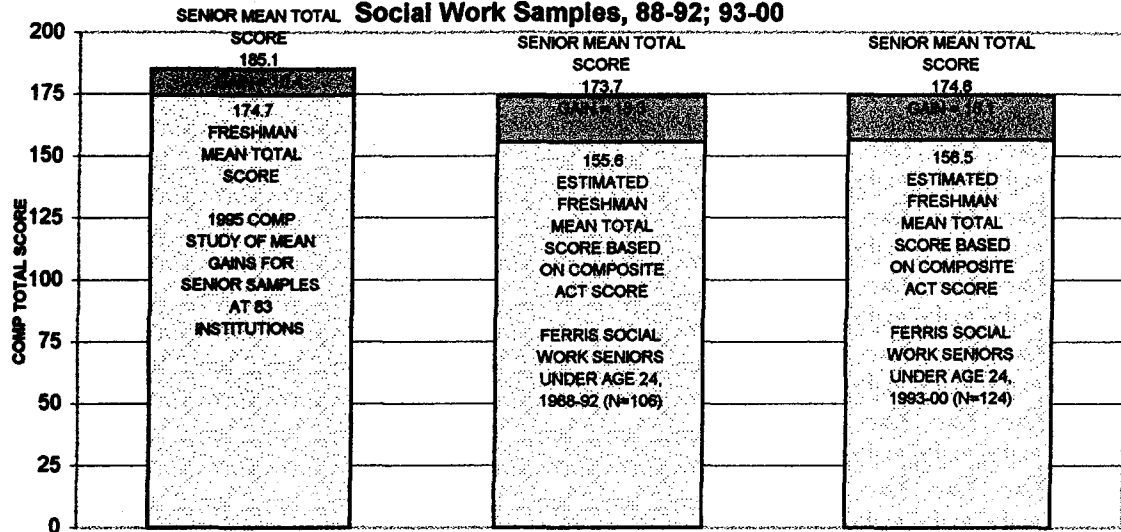 Social Work Samples, 88-92; 93-00
COMP TOTAL SCORE
200
175
150
125
100
75
50
25
0
SENIOR MEAN TOTAL
SCORE
185.1
174.7
FRESHMAN
MEAN TOTAL
SCORE
1995 COMP
STUDY OF MEAN
GAINS FOR
SENIOR SAMPLES
AT 83
INSTITUTIONS
SENIOR MEAN TOTAL
SCORE
173.7
GAIN =
155.6
ESTIMATED
FRESHMAN
MEAN TOTAL
SCORE BASED
ON COMPOSITE
ACT SCORE
FERRIS SOCIAL
WORK SENIORS
UNDER AGE 24,
1988-92 (N=106)
SENIOR MEAN TOTAL
SCORE
174.6
GAIN = 18.1
156.5
ESTIMATED
FRESHMAN
MEAN TOTAL
SCORE BASED
ON COMPOSITE
ACT SCORE
FERRIS SOCIAL
WORK SENIORS
UNDER AGE 24,
1993-00 (N=124)